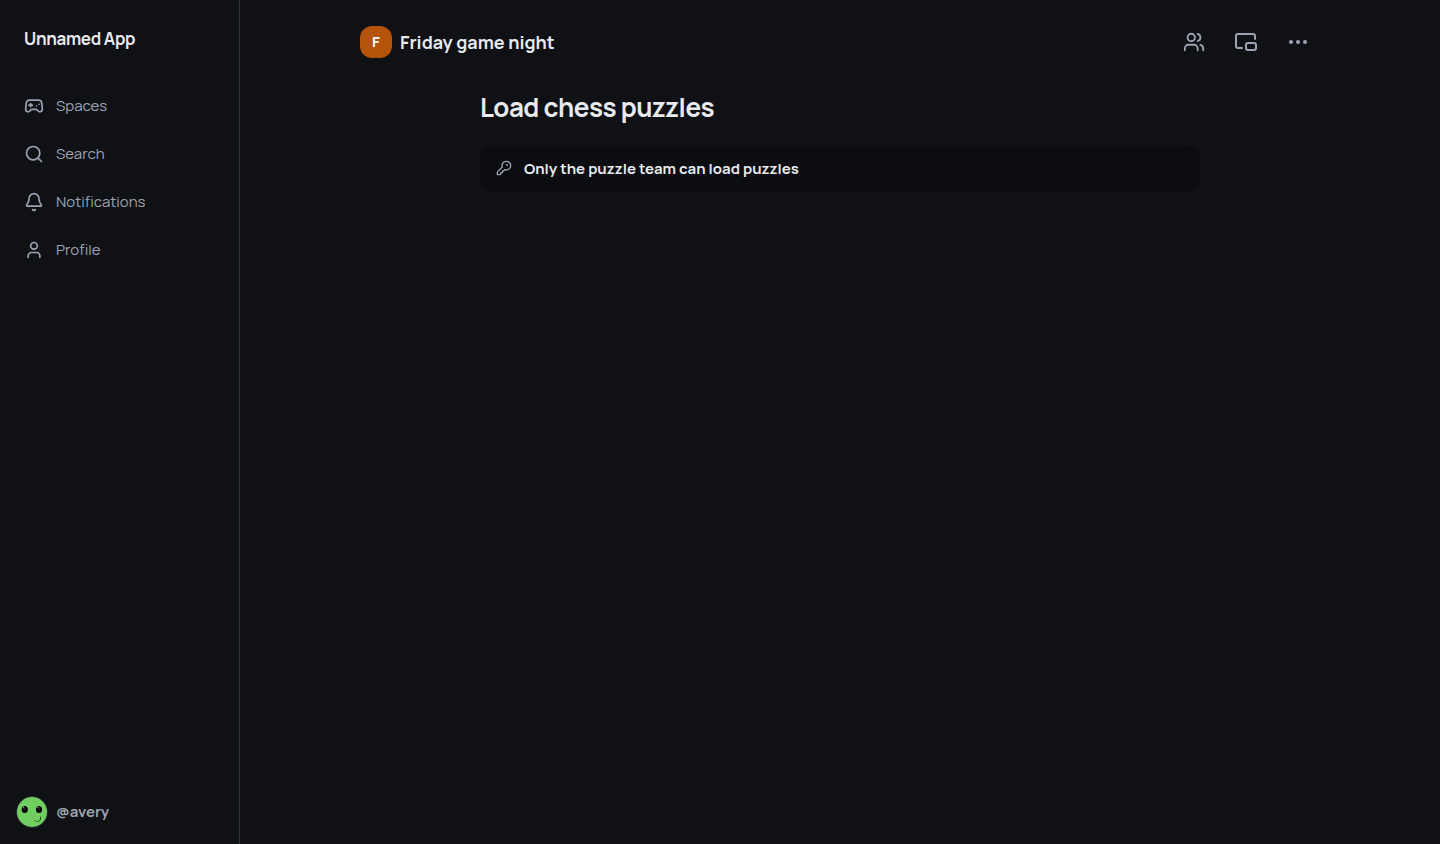 Unnamed App
Spaces
Search
Notifications
Profile
@avery
F
Friday game night
Load chess puzzles
Only the puzzle team can load puzzles